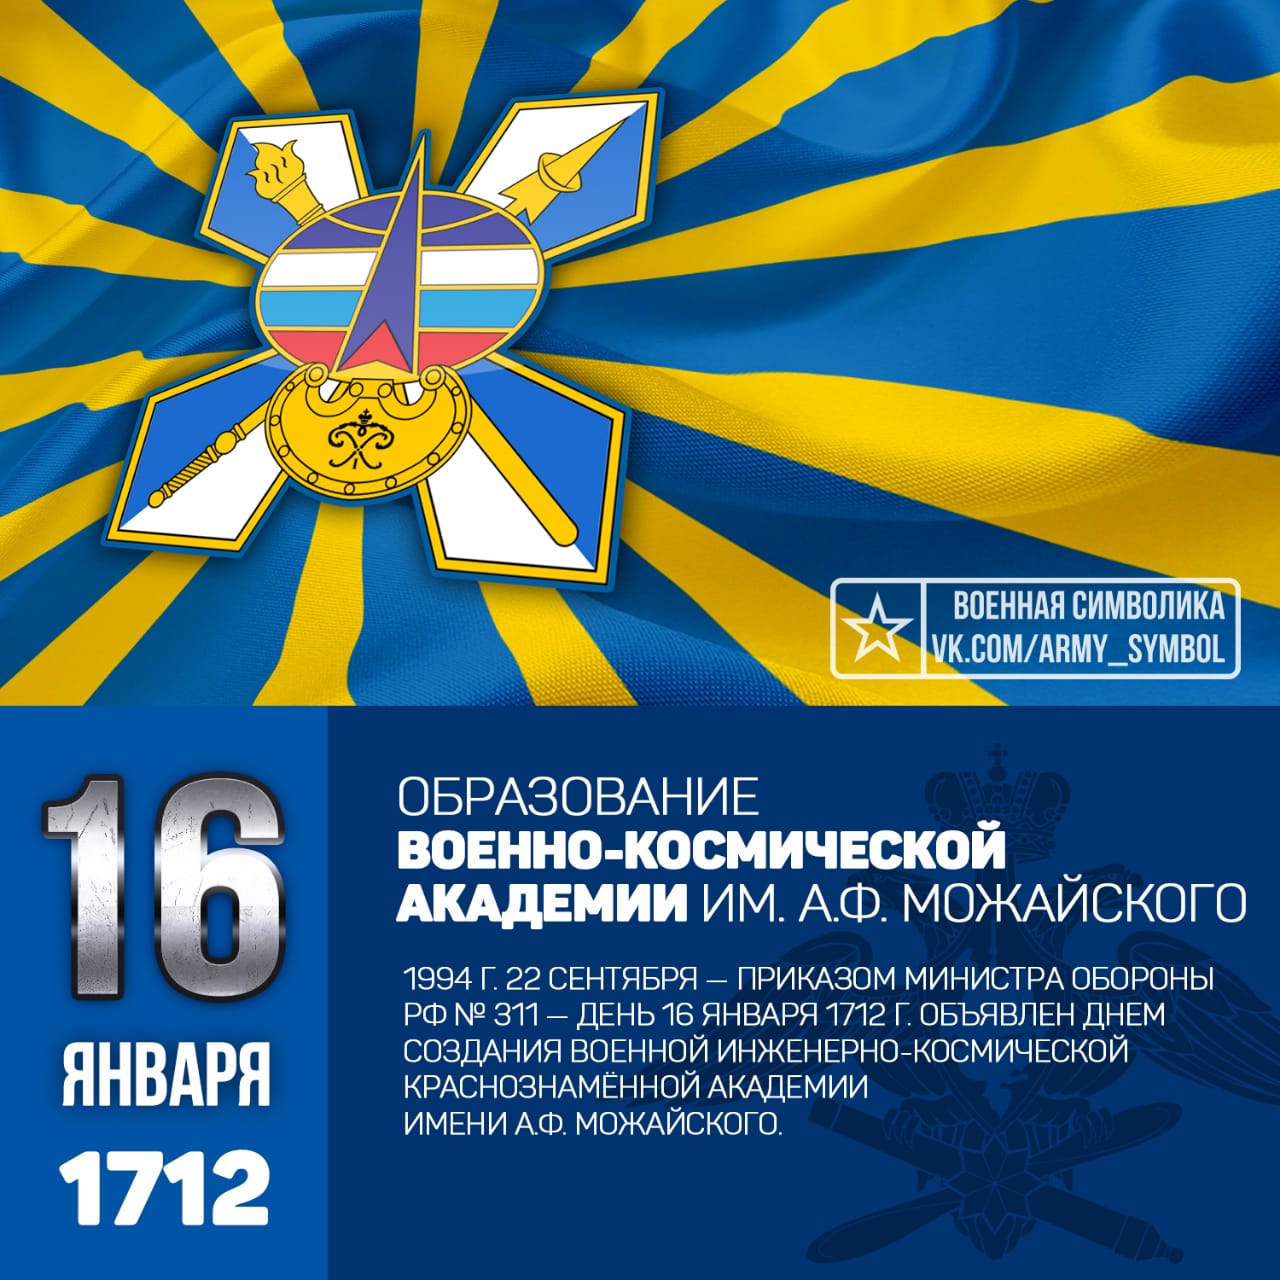 ВОЕННАЯ СИМВОЛИКА
VK.COM/ARMY_SYMBOL
16
ЯНВАРЯ
1712
ОБРАЗОВАНИЕ
ВОЕННО-КОСМИЧЕСКОЙ
АКАДЕМИИ ИМ. А.Ф. МОЖАЙСКОГО
1994 Г. 22 СЕНТЯБРЯ — ПРИКАЗОМ МИНИСТРА ОБОРОНЫ
РФ № 311 — ДЕНЬ 16 ЯНВАРЯ 1712 Г. ОБЪЯВЛЕН ДНЕМ
СОЗДАНИЯ ВОЕННОЙ ИНЖЕНЕРНО-КОСМИЧЕСКОЙ
КРАСНОЗНАМЁННОЙ АКАДЕМИИ
ИМЕНИ А.Ф. МОЖАЙСКОГО.